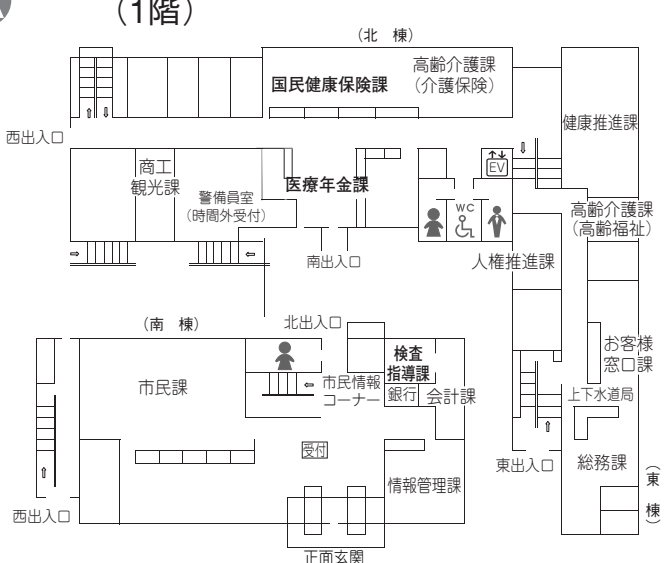 （1階）
（北　棟）
国民健康保険課
高齢介護課
（介護保険）
健康推進課
西出入口
商工
観光課
警備員室
（時間外受付）
医療年金課
EV
WC
高齢介護課
（高齢福祉）
南出入口
人権推進課
（南　棟）
北出入口
検査
指導課
お客様
窓口課
市民課
市民情報
コーナー
銀行
会計課
上下水道局
受付
東出入口
総務課
（東　棟）
情報管理課
西出入口
正面玄関